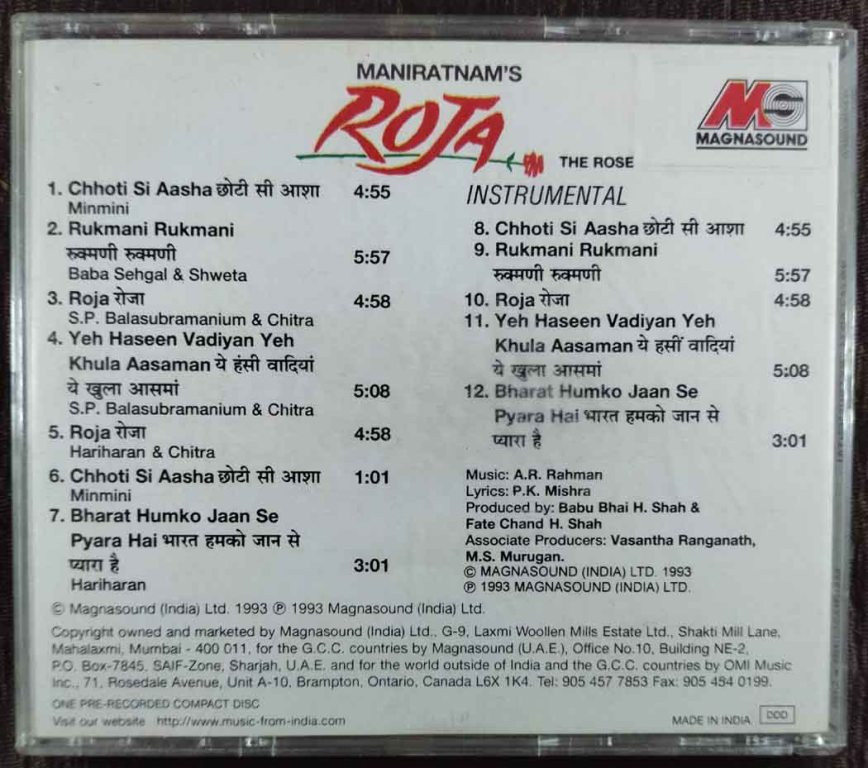 MANIRATNAM'S
ROJA
THE ROSE
MG
MAGNASOUND
1. Chhoti Si Aasha छोटी सी आशा 4:55
Minmini
2. Rukmani Rukmani
रुक्मणी रुक्मणी 5:57
Baba Sehgal & Shweta
3. Roja रोजा 4:58
S.P. Balasubramanium & Chitra
4. Yeh Haseen Vadiyan Yeh
Khula Aasaman ये हंसी वादियां
ये खुला आसमां 5:08
S.P. Balasubramanium & Chitra
5. Roja रोजा 4:58
Hariharan & Chitra
6. Chhoti Si Aasha छोटी सी आशा 1:01
Minmini
7. Bharat Humko Jaan Se
Pyara Hai भारत हमको जान से
प्यारा है 3:01
Hariharan
INSTRUMENTAL
8. Chhoti Si Aasha छोटी सी आशा 4:55
9. Rukmani Rukmani
रुक्मणी रुक्मणी 5:57
10. Roja रोजा 4:58
11. Yeh Haseen Vadiyan Yeh
Khula Aasaman ये हसीं वादियां
ये खुला आसमां 5:08
12. Bharat Humko Jaan Se
Pyara Hai भारत हमको जान से
प्यारा है 3:01
Music: A.R. Rahman
Lyrics: P.K. Mishra
Produced by: Babu Bhai H. Shah &
Fate Chand H. Shah
Associate Producers: Vasantha Ranganath,
M.S. Murugan.
© MAGNASOUND (INDIA) LTD. 1993
℗ 1993 MAGNASOUND (INDIA) LTD.
© Magnasound (India) Ltd. 1993 ℗ 1993 Magnasound (India) Ltd.
Copyright owned and marketed by Magnasound (India) Ltd., G-9, Laxmi Woollen Mills Estate Ltd., Shakti Mill Lane,
Mahalaxmi, Mumbai - 400 011, for the G.C.C. countries by Magnasound (U.A.E.), Office No.10, Building NE-2,
P.O. Box-7845, SAIF-Zone, Sharjah, U.A.E. and for the world outside of India and the G.C.C. countries by OMI Music
Inc., 71, Rosedale Avenue, Unit A-10, Brampton, Ontario, Canada L6X 1K4. Tel: 905 457 7853 Fax: 905 454 0199.
ONE PRE-RECORDED COMPACT DISC
Visit our website http://www.music-from-india.com
MADE IN INDIA DDD